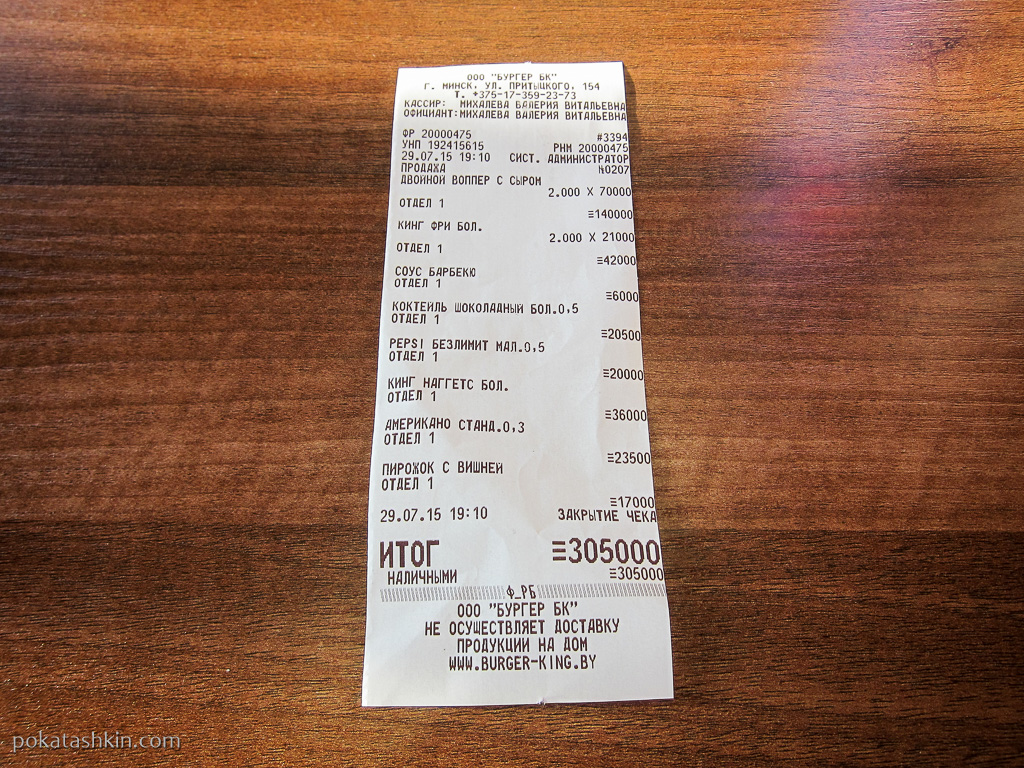 ООО "БУРГЕР БК"
Г. МИНСК, УЛ. ПРИТЫЦКОГО, 154
Т. +375-17-359-23-73
КАССИР: МИХАЛЕВА ВАЛЕРИЯ ВИТАЛЬЕВНА
ОФИЦИАНТ:МИХАЛЕВА ВАЛЕРИЯ ВИТАЛЬЕВНА
ФР 20000475 #3394
УНП 192415615 РНМ 20000475
29.07.15 19:10 СИСТ. АДМИНИСТРАТОР
ПРОДАЖА №0207
ДВОЙНОЙ ВОППЕР С СЫРОМ
2.000 X 70000
ОТДЕЛ 1
≡140000
КИНГ ФРИ БОЛ.
2.000 X 21000
ОТДЕЛ 1
≡42000
СОУС БАРБЕКЮ
ОТДЕЛ 1
≡6000
КОКТЕЙЛЬ ШОКОЛАДНЫЙ БОЛ.0,5
ОТДЕЛ 1
≡20500
PEPSI БЕЗЛИМИТ МАЛ.0,5
ОТДЕЛ 1
≡20000
КИНГ НАГГЕТС БОЛ.
ОТДЕЛ 1
≡36000
АМЕРИКАНО СТАНД.0,3
ОТДЕЛ 1
≡23500
ПИРОЖОК С ВИШНЕЙ
ОТДЕЛ 1
≡17000
29.07.15 19:10 ЗАКРЫТИЕ ЧЕКА
ИТОГ ≡305000
НАЛИЧНЫМИ ≡305000
Ф_РБ
ООО "БУРГЕР БК"
НЕ ОСУЩЕСТВЛЯЕТ ДОСТАВКУ
ПРОДУКЦИИ НА ДОМ
WWW.BURGER-KING.BY
pokatashkin.com